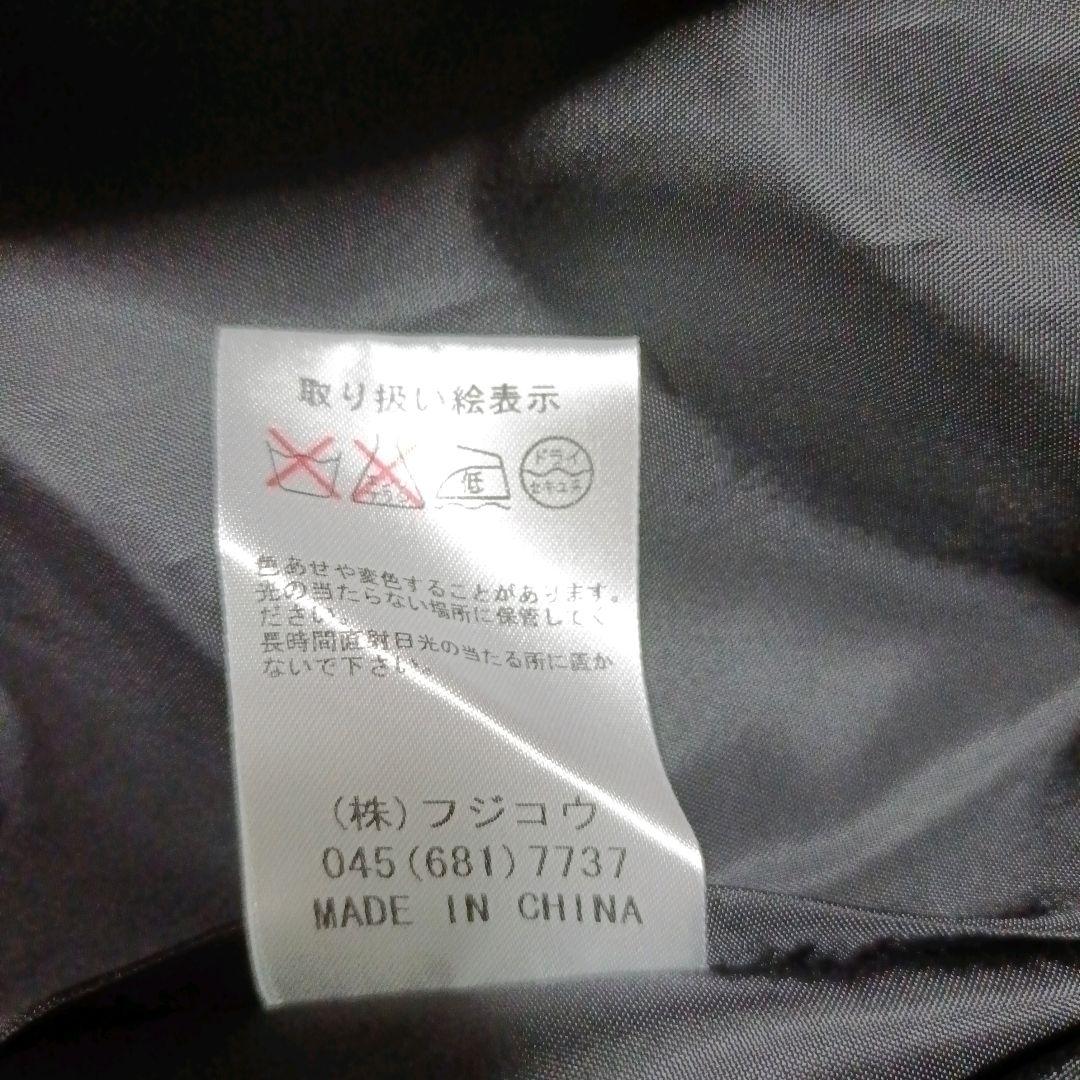 取り扱い絵表示
低 ドライ
セキユ系
色あせや変色することがあります。
光の当たらない場所に保管してく
ださい。
長時間直射日光の当たる所に置か
ないで下さい。
(株)フジコウ
045(681)7737
MADE IN CHINA